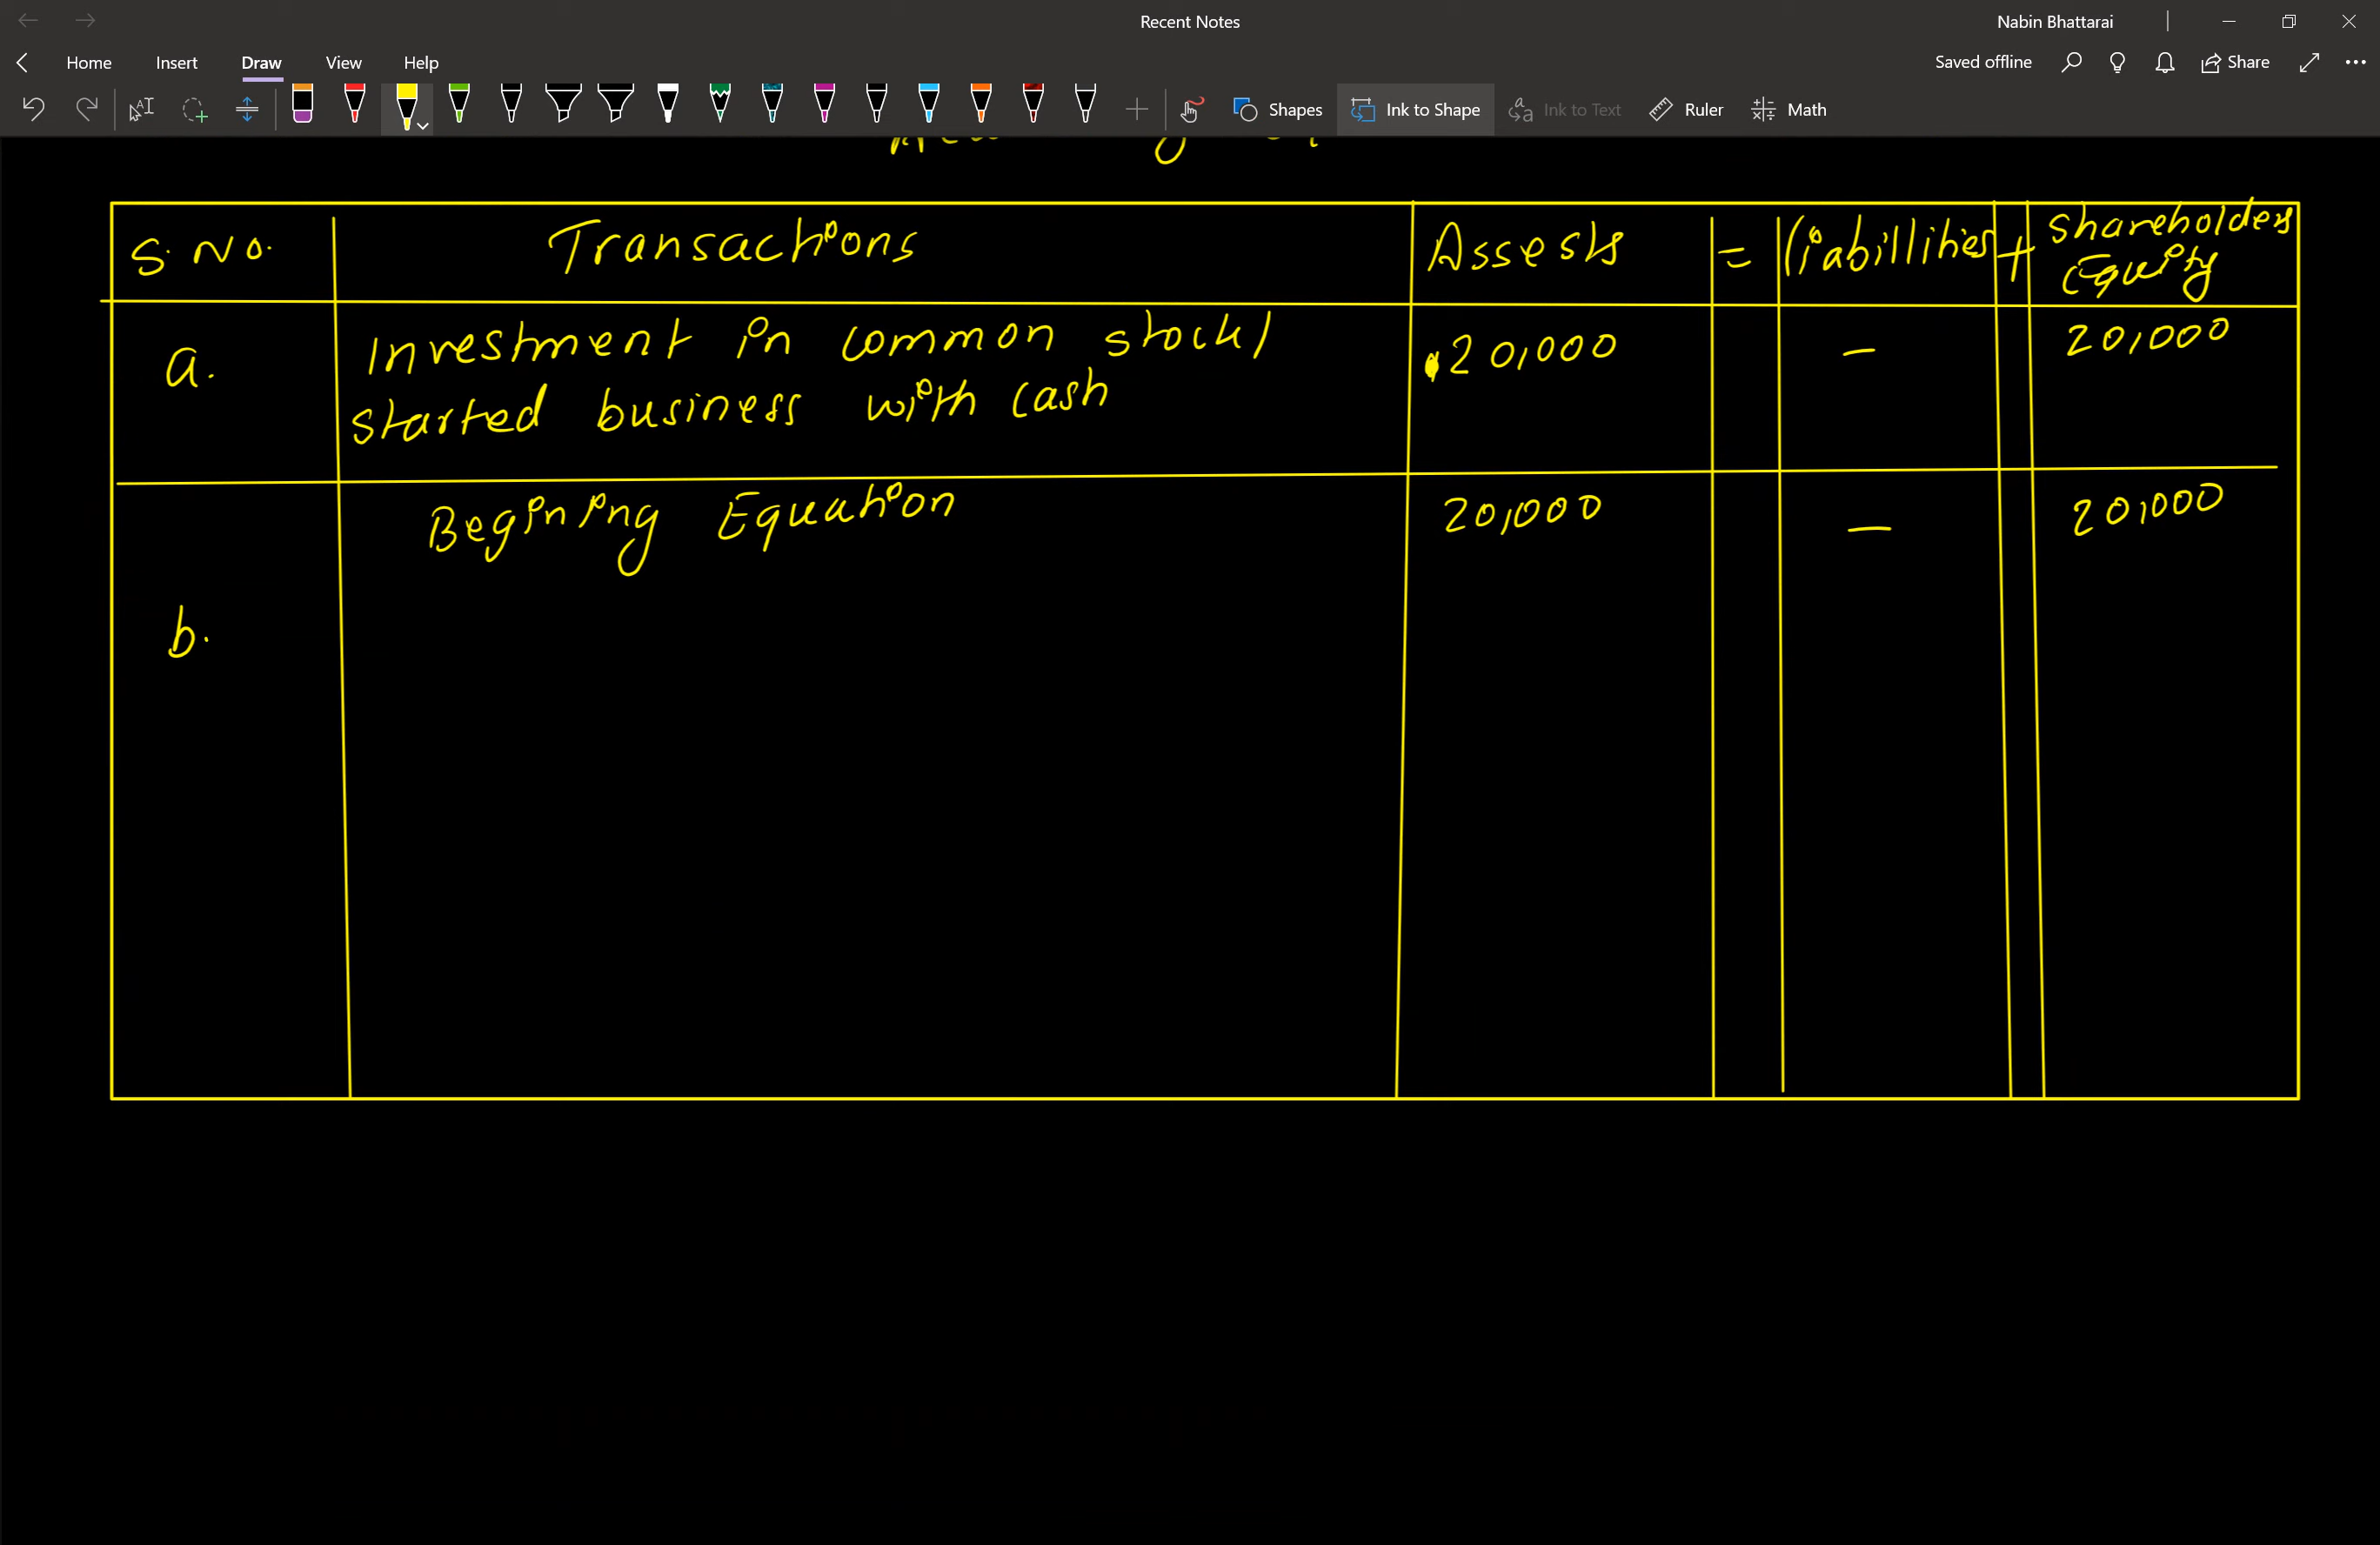 Recent Notes
Nabin Bhattarai
Home Insert Draw View Help
Saved offline
Share
Shapes Ink to Shape Ink to Text Ruler Math
S. No. Transactions Assests = liabillities + shareholders
Equity
a. Investment in common stock/ 20,000 - 20,000
started business with cash
Begining Equation 20,000 - 20,000
b.